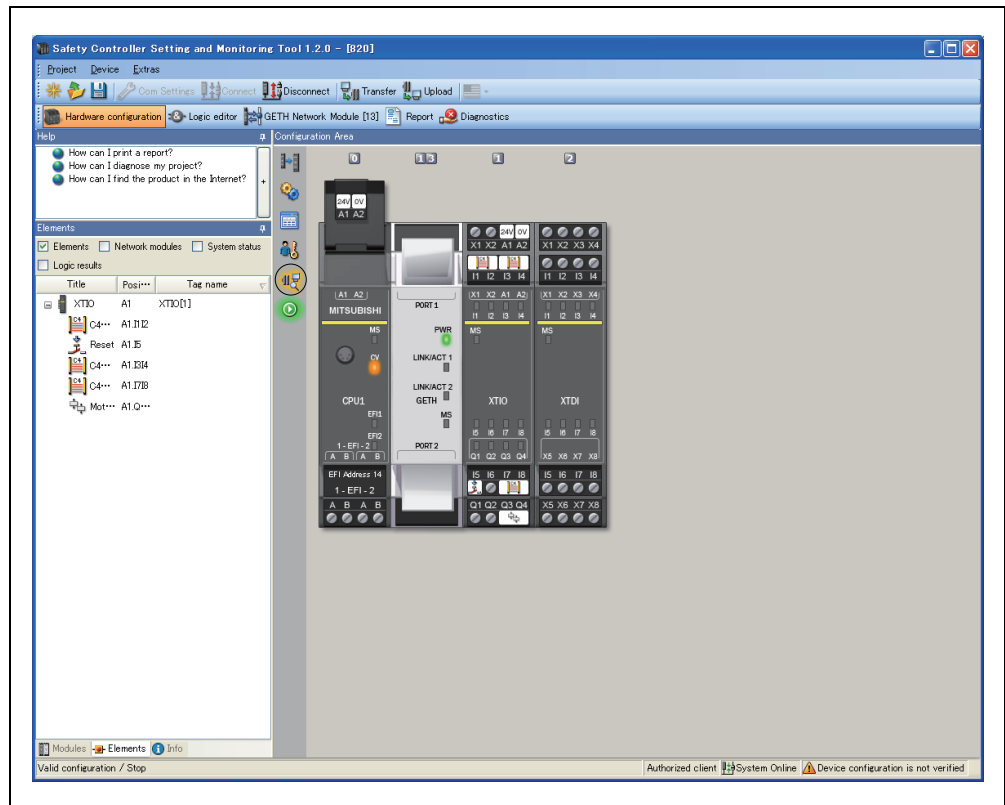 Safety Controller Setting and Monitoring Tool 1.2.0 - [820]
Project Device Extras
Com Settings Connect Disconnect Transfer Upload
Hardware configuration Logic editor GETH Network Module [13] Report Diagnostics
Help
How can I print a report?
How can I diagnose my project?
How can I find the product in the Internet?
Elements
Elements Network modules System status
Logic results
Title Posi… Tag name
XTIO A1 XTIO[1]
C4… A1.I1I2
Reset A1.I5
C4… A1.I3I4
C4… A1.I7I8
Mot… A1.Q…
Modules Elements Info
Configuration Area
0 13 1 2
24V 0V
A1 A2
A1 A2
MITSUBISHI
MS
CV
CPU1
EFI1
EFI2
1 - EFI - 2
A B A B
EFI Address 14
1 - EFI - 2
A B A B
PORT 1
PWR
LINK/ACT 1
LINK/ACT 2
GETH
MS
PORT 2
24V 0V
X1 X2 A1 A2
I1 I2 I3 I4
X1 X2 A1 A2
I1 I2 I3 I4
MS
XTIO
I5 I6 I7 I8
Q1 Q2 Q3 Q4
I5 I6 I7 I8
Q1 Q2 Q3 Q4
X1 X2 X3 X4
I1 I2 I3 I4
X1 X2 X3 X4
I1 I2 I3 I4
MS
XTDI
I5 I6 I7 I8
X5 X6 X7 X8
I5 I6 I7 I8
X5 X6 X7 X8
Valid configuration / Stop
Authorized client System Online Device configuration is not verified